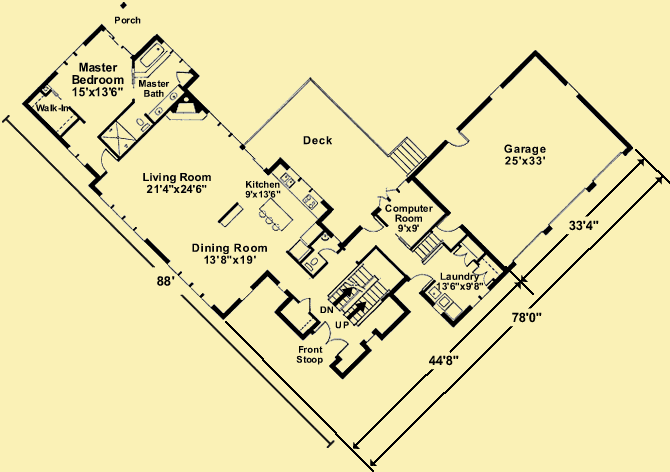 Porch
Master
Bedroom
15'x13'6"
Master
Bath
Walk-In
Deck
Garage
25'x33'
Living Room
21'4"x24'6"
Kitchen
9'x13'6"
Computer
Room
9'x9'
33'4"
Dining Room
13'8"x19'
Laundry
13'6"x9'8"
88'
DN
UP
78'0"
Front
Stoop
44'8"